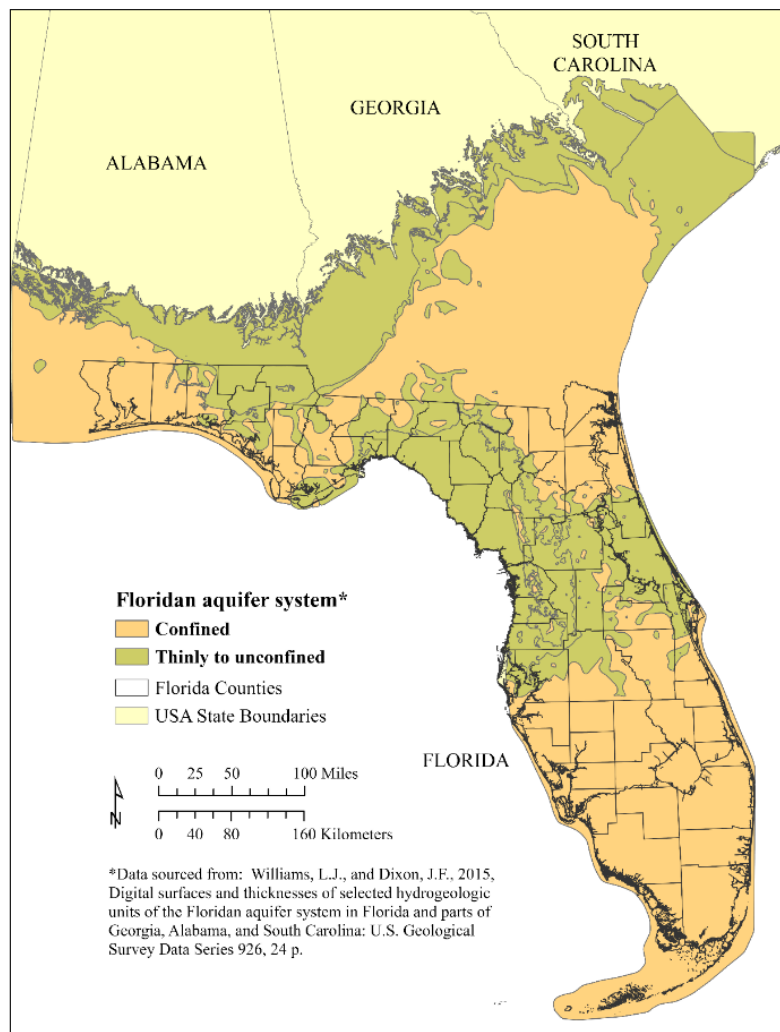 SOUTH
CAROLINA
GEORGIA
ALABAMA
Floridan aquifer system*
Confined
Thinly to unconfined
Florida Counties
USA State Boundaries
FLORIDA
0 25 50 100 Miles
N
0 40 80 160 Kilometers
*Data sourced from: Williams, L.J., and Dixon, J.F., 2015,
Digital surfaces and thicknesses of selected hydrogeologic
units of the Floridan aquifer system in Florida and parts of
Georgia, Alabama, and South Carolina: U.S. Geological
Survey Data Series 926, 24 p.